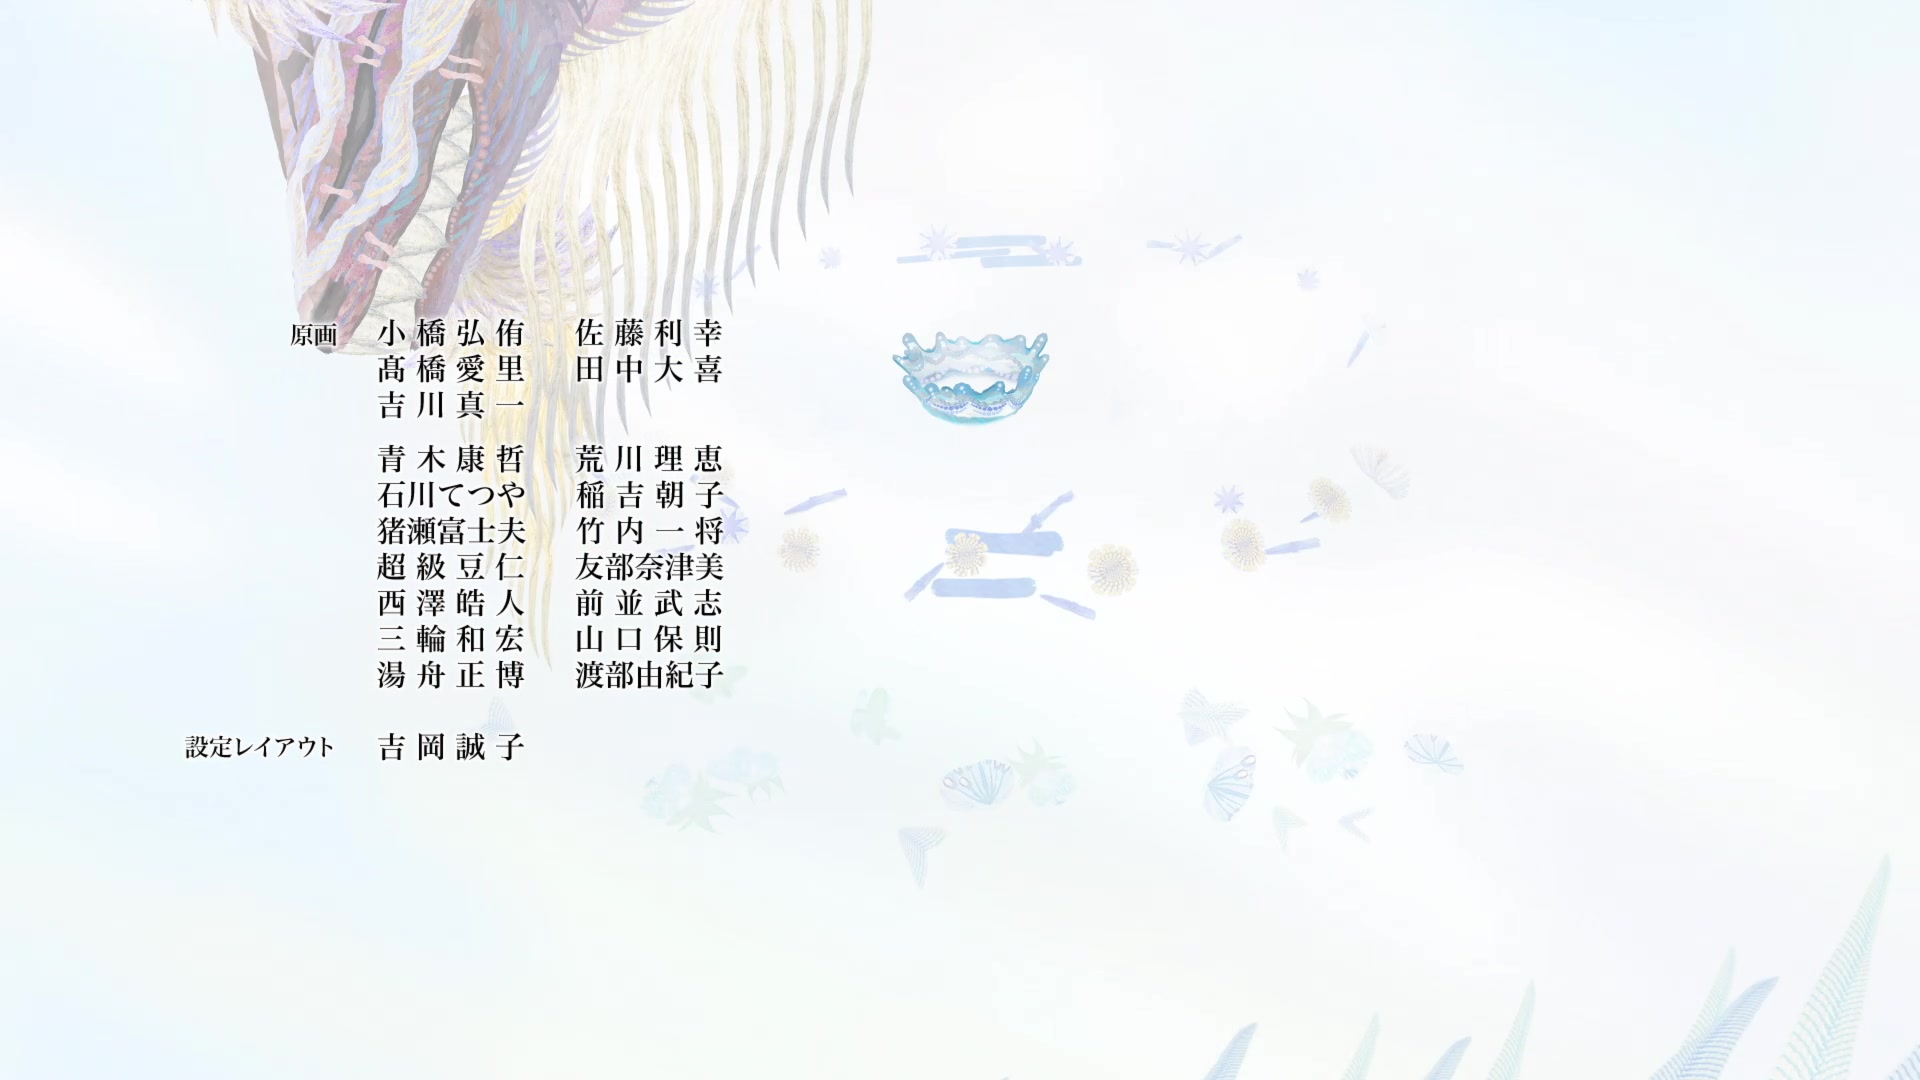 原画 小橋弘侑 佐藤利幸
髙橋愛里 田中大喜
吉川真一
青木康哲 荒川理恵
石川てつや 稲吉朝子
猪瀬富士夫 竹内一将
超級豆仁 友部奈津美
西澤皓人 前並武志
三輪和宏 山口保則
湯舟正博 渡部由紀子
設定レイアウト 吉岡誠子